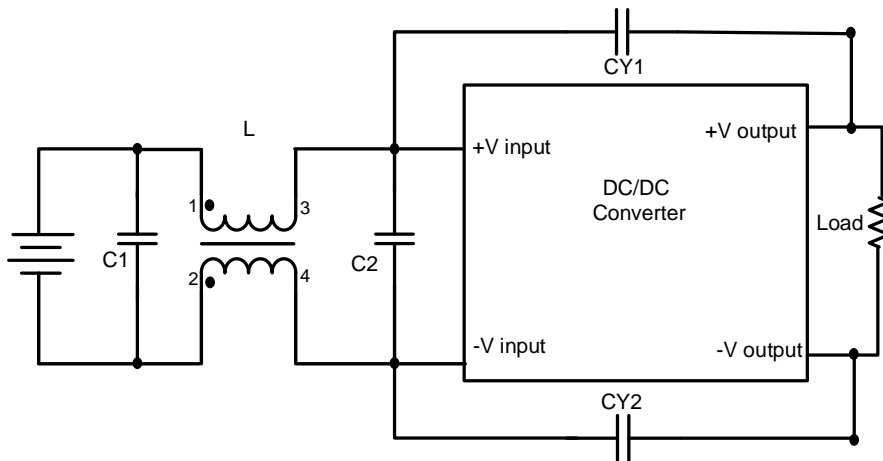 CY1
L
+V input
+V output
DC/DC
Converter
1
3
Load
C1
C2
2
4
-V input
-V output
CY2